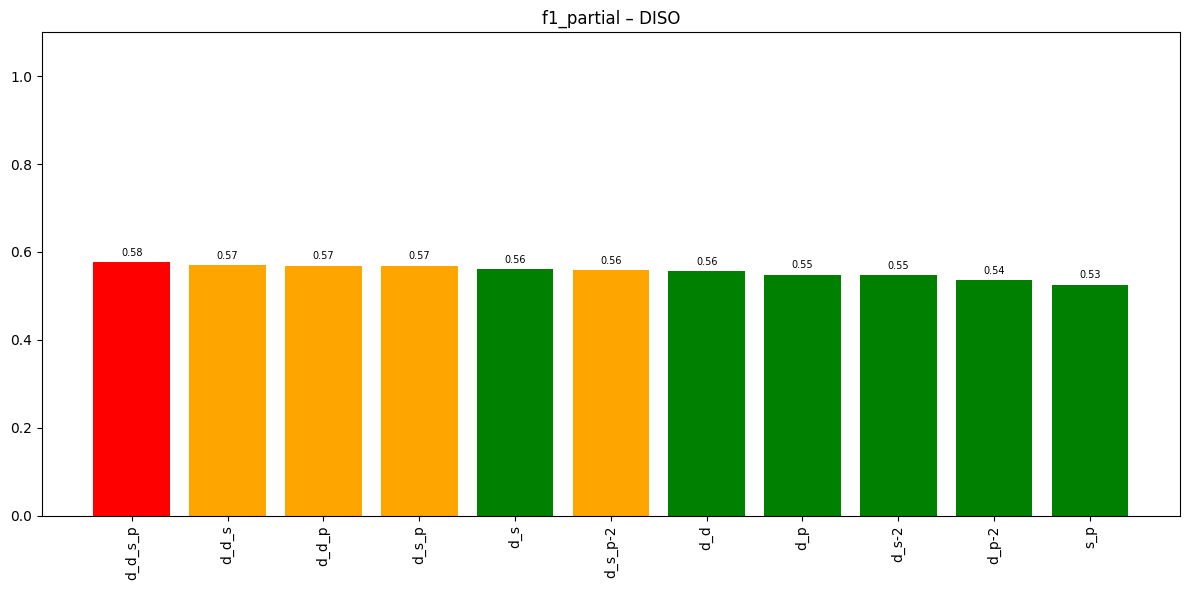 f1_partial – DISO
1.0
0.8
0.6
0.4
0.2
0.0
0.58
0.57
0.57
0.57
0.56
0.56
0.56
0.55
0.55
0.54
0.53
d_d_s_p
d_d_s
d_d_p
d_s_p
d_s
d_s_p-2
d_d
d_p
d_s-2
d_p-2
s_p